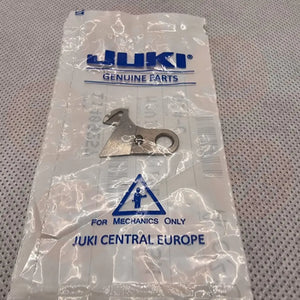 JUKI
GENUINE PARTS
FOR MECHANICS ONLY
JUKI CENTRAL EUROPE